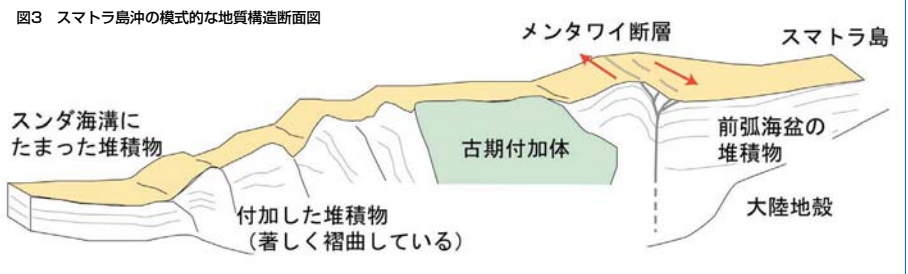 図3　スマトラ島沖の模式的な地質構造断面図
メンタワイ断層
スマトラ島
スンダ海溝に
たまった堆積物
古期付加体
前弧海盆の
堆積物
付加した堆積物
（著しく褶曲している）
大陸地殻